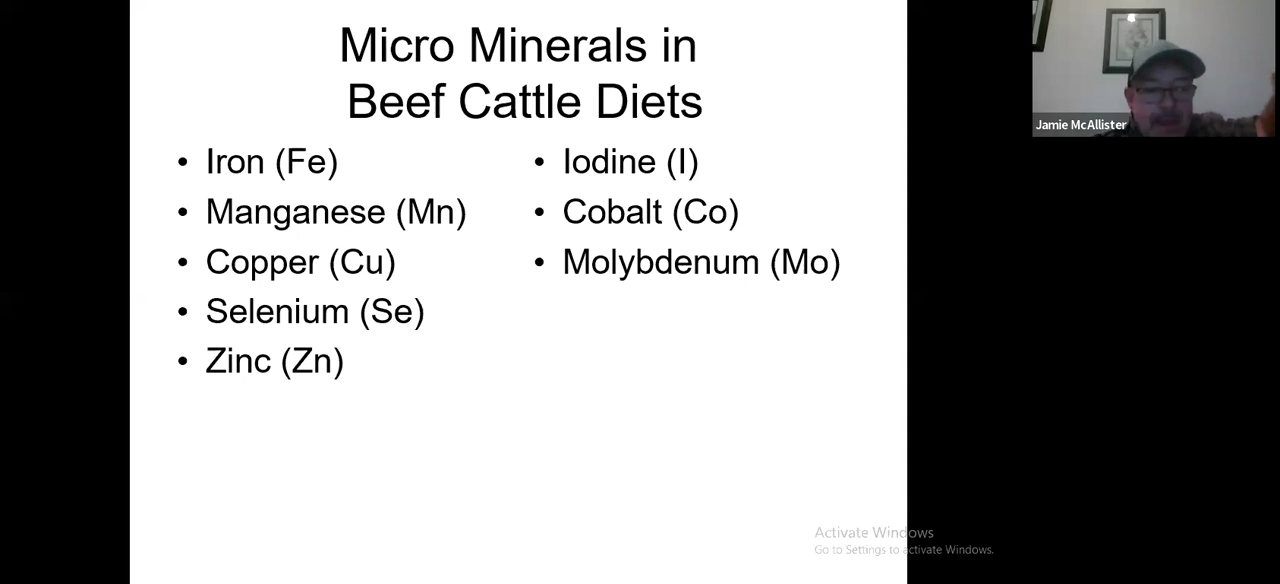 Micro Minerals in
Beef Cattle Diets
• Iron (Fe)
• Manganese (Mn)
• Copper (Cu)
• Selenium (Se)
• Zinc (Zn)
• Iodine (I)
• Cobalt (Co)
• Molybdenum (Mo)
Jamie McAllister
Activate Windows
Go to Settings to activate Windows.